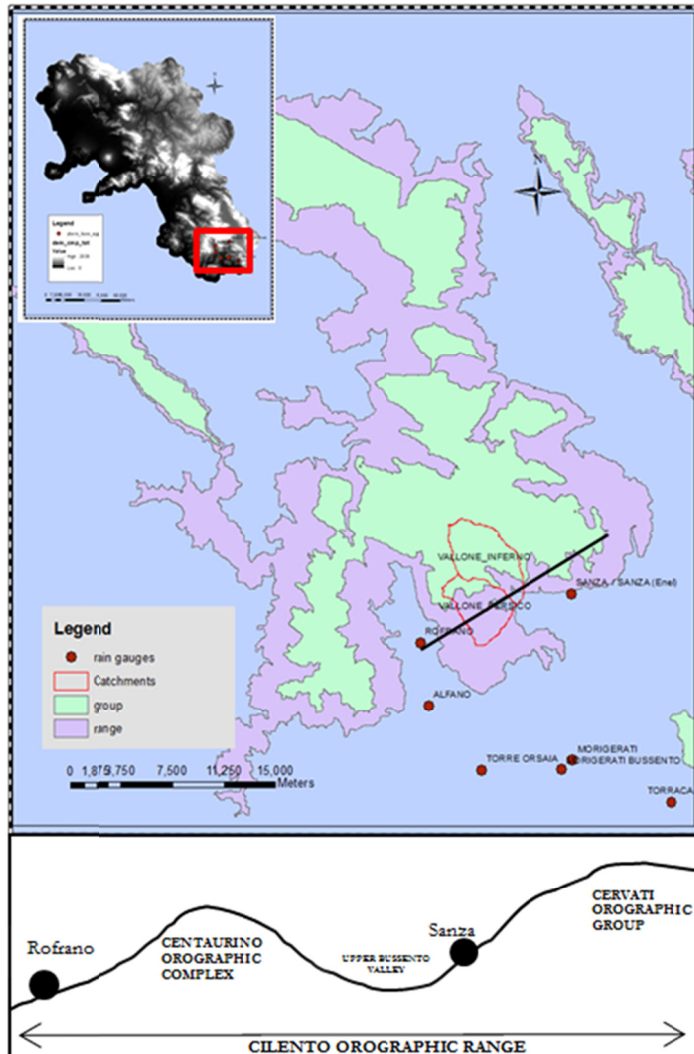 Legend
Value
N
VALLONE_INFERNO
SANZA / SANZA (Enel)
VALLONE_PERSICO
ROFRANO
ALFANO
MORIGERATI
MORIGERATI BUSSENTO
TORRE ORSAIA
TORRACA
Legend
rain gauges
Catchments
group
range
0 1,875 3,750 7,500 11,250 15,000
Meters
Rofrano
CENTAURINO
OROGRAPHIC
COMPLEX
UPPER BUSSENTO
VALLEY
Sanza
CERVATI
OROGRAPHIC
GROUP
CILENTO OROGRAPHIC RANGE